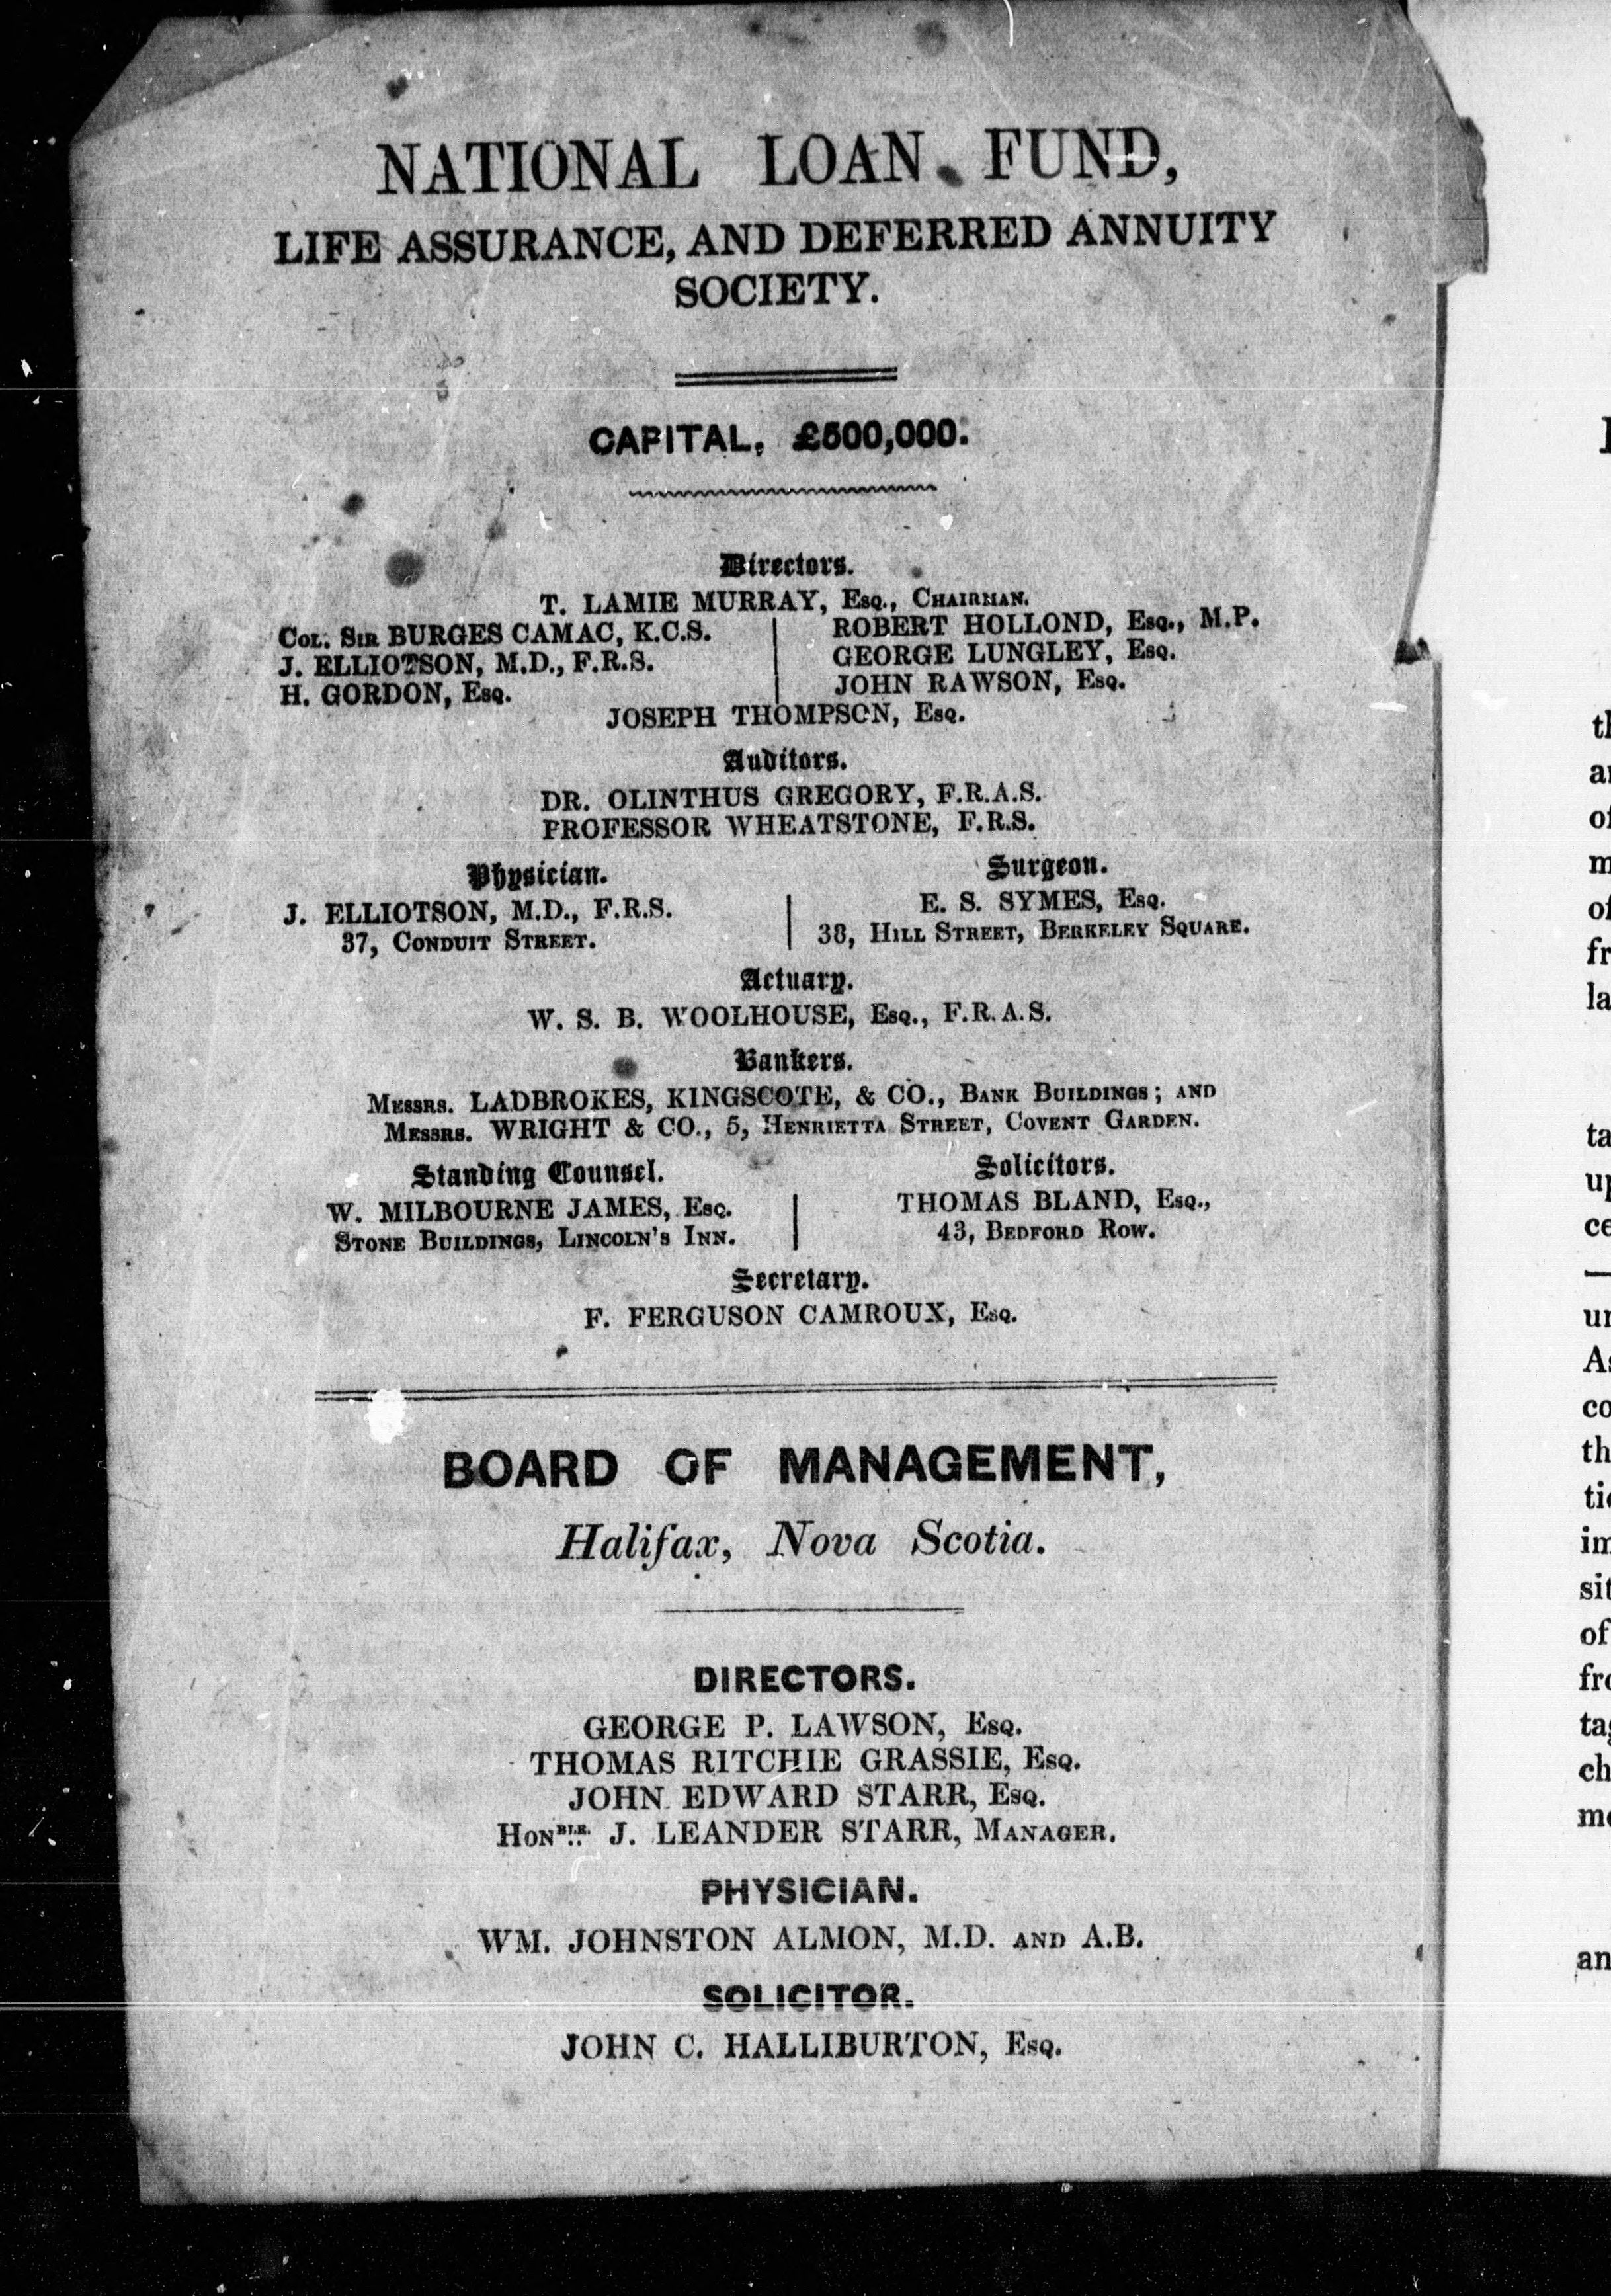 NATIONAL LOAN FUND,
LIFE ASSURANCE, AND DEFERRED ANNUITY
SOCIETY.
CAPITAL, £500,000.
Directors.
T. LAMIE MURRAY, Esq., Chairman.
Col. Sir BURGES CAMAC, K.C.S.
J. ELLIOTSON, M.D., F.R.S.
H. GORDON, Esq.
ROBERT HOLLOND, Esq., M.P.
GEORGE LUNGLEY, Esq.
JOHN RAWSON, Esq.
JOSEPH THOMPSON, Esq.
Auditors.
DR. OLINTHUS GREGORY, F.R.A.S.
PROFESSOR WHEATSTONE, F.R.S.
Physician.
J. ELLIOTSON, M.D., F.R.S.
37, Conduit Street.
Surgeon.
E. S. SYMES, Esq.
38, Hill Street, Berkeley Square.
Actuary.
W. S. B. WOOLHOUSE, Esq., F.R.A.S.
Bankers.
Messrs. LADBROKES, KINGSCOTE, & CO., Bank Buildings; and
Messrs. WRIGHT & CO., 5, Henrietta Street, Covent Garden.
Standing Counsel.
W. MILBOURNE JAMES, Esq.
Stone Buildings, Lincoln's Inn.
Solicitors.
THOMAS BLAND, Esq.,
43, Bedford Row.
Secretary.
F. FERGUSON CAMROUX, Esq.
BOARD OF MANAGEMENT,
Halifax, Nova Scotia.
DIRECTORS.
GEORGE P. LAWSON, Esq.
THOMAS RITCHIE GRASSIE, Esq.
JOHN EDWARD STARR, Esq.
Honble. J. LEANDER STARR, Manager.
PHYSICIAN.
WM. JOHNSTON ALMON, M.D. and A.B.
SOLICITOR.
JOHN C. HALLIBURTON, Esq.